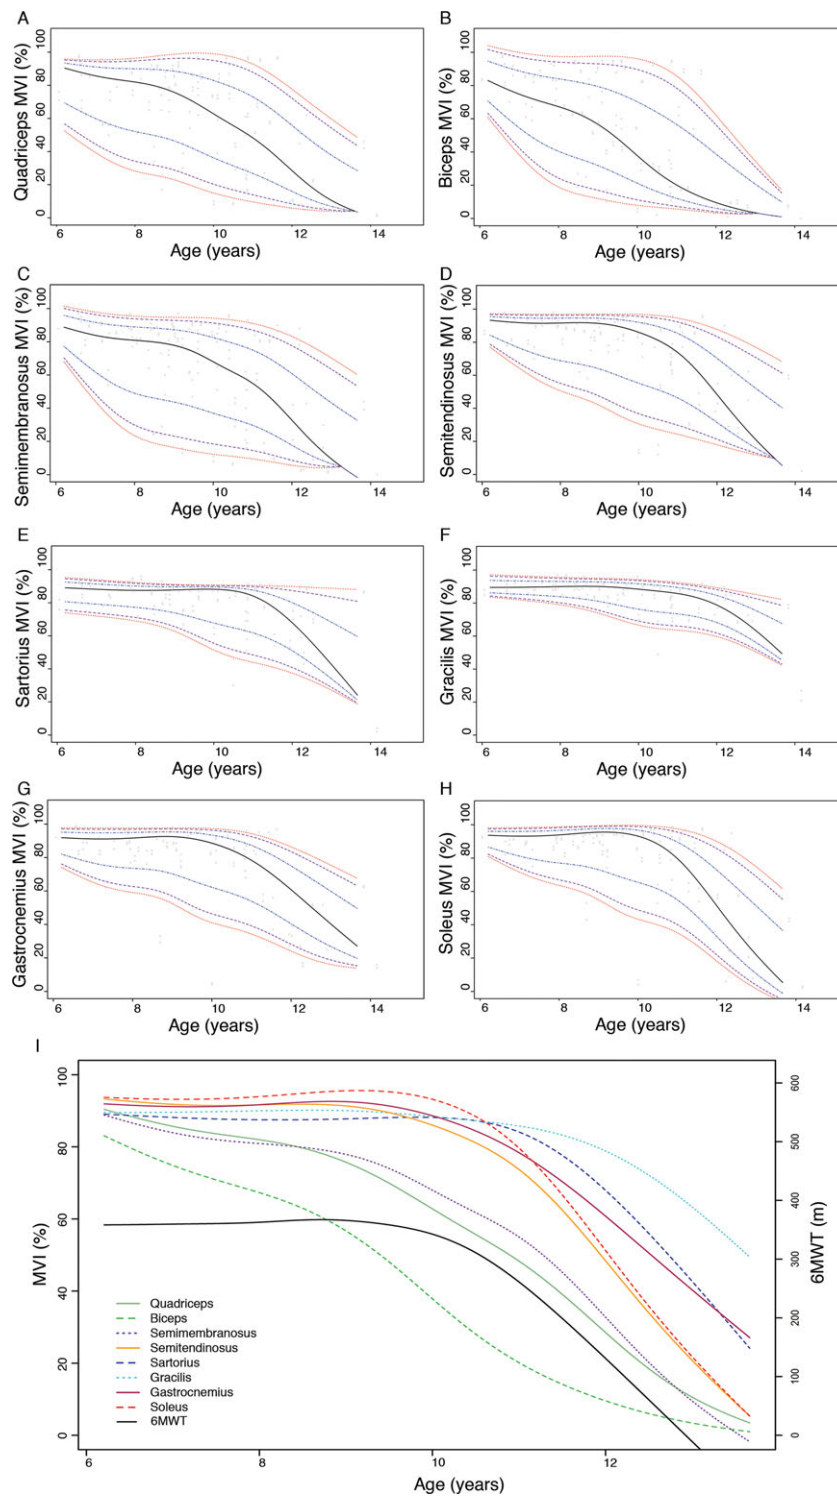 A
Quadriceps MVI (%)
100
80
60
40
20
0
6 8 10 12 14
Age (years)
B
Biceps MVI (%)
100
80
60
40
20
0
6 8 10 12 14
Age (years)
C
Semimembranosus MVI (%)
100
80
60
40
20
0
6 8 10 12 14
Age (years)
D
Semitendinosus MVI (%)
100
80
60
40
20
0
6 8 10 12 14
Age (years)
E
Sartorius MVI (%)
100
80
60
40
20
0
6 8 10 12 14
Age (years)
F
Gracilis MVI (%)
100
80
60
40
20
0
6 8 10 12 14
Age (years)
G
Gastrocnemius MVI (%)
100
80
60
40
20
0
6 8 10 12 14
Age (years)
H
Soleus MVI (%)
100
80
60
40
20
0
6 8 10 12 14
Age (years)
I
MVI (%)
100
80
60
40
20
0
Quadriceps
Biceps
Semimembranosus
Semitendinosus
Sartorius
Gracilis
Gastrocnemius
Soleus
6MWT
6MWT (m)
600
500
400
300
200
100
0
6 8 10 12
Age (years)